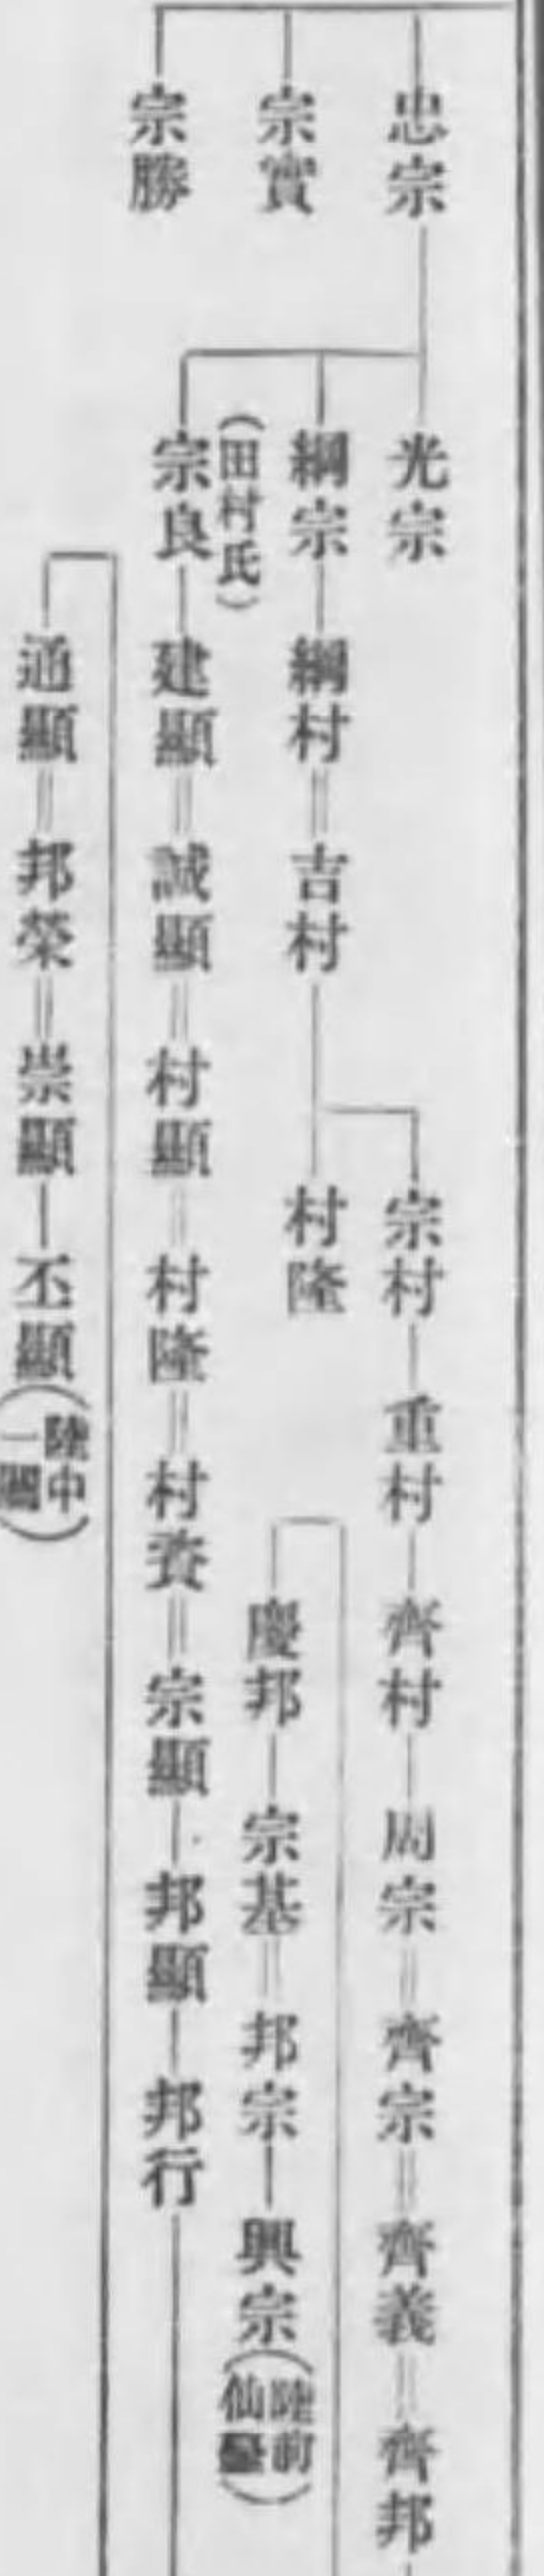 忠宗
宗實
宗勝
光宗
綱宗―綱村＝吉村
（田村氏）
宗良―建顯＝誠顯＝村顯＝村隆＝村資＝宗顯―邦顯―邦行
宗村―重村―齊村―周宗＝齊宗＝齊義＝齊邦
村隆
慶邦―宗基＝邦宗―興宗（陸前仙臺）
通顯＝邦榮＝崇顯―丕顯（陸中一關）